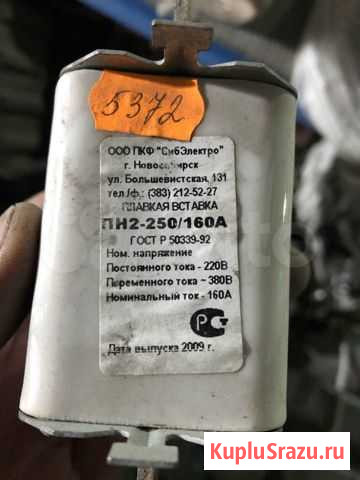 5372
ООО ПКФ "СибЭлектро"
г. Новосибирск
ул. Большевистская, 131
тел./ф.: (383) 212-52-27
ПЛАВКАЯ ВСТАВКА
ПН2-250/160А
ГОСТ Р 50339-92
Ном. напряжение
Постоянного тока - 220В
Переменного тока ~ 380В
Номинальный ток - 160А
Дата выпуска 2009 г.
KupluSrazu.ru